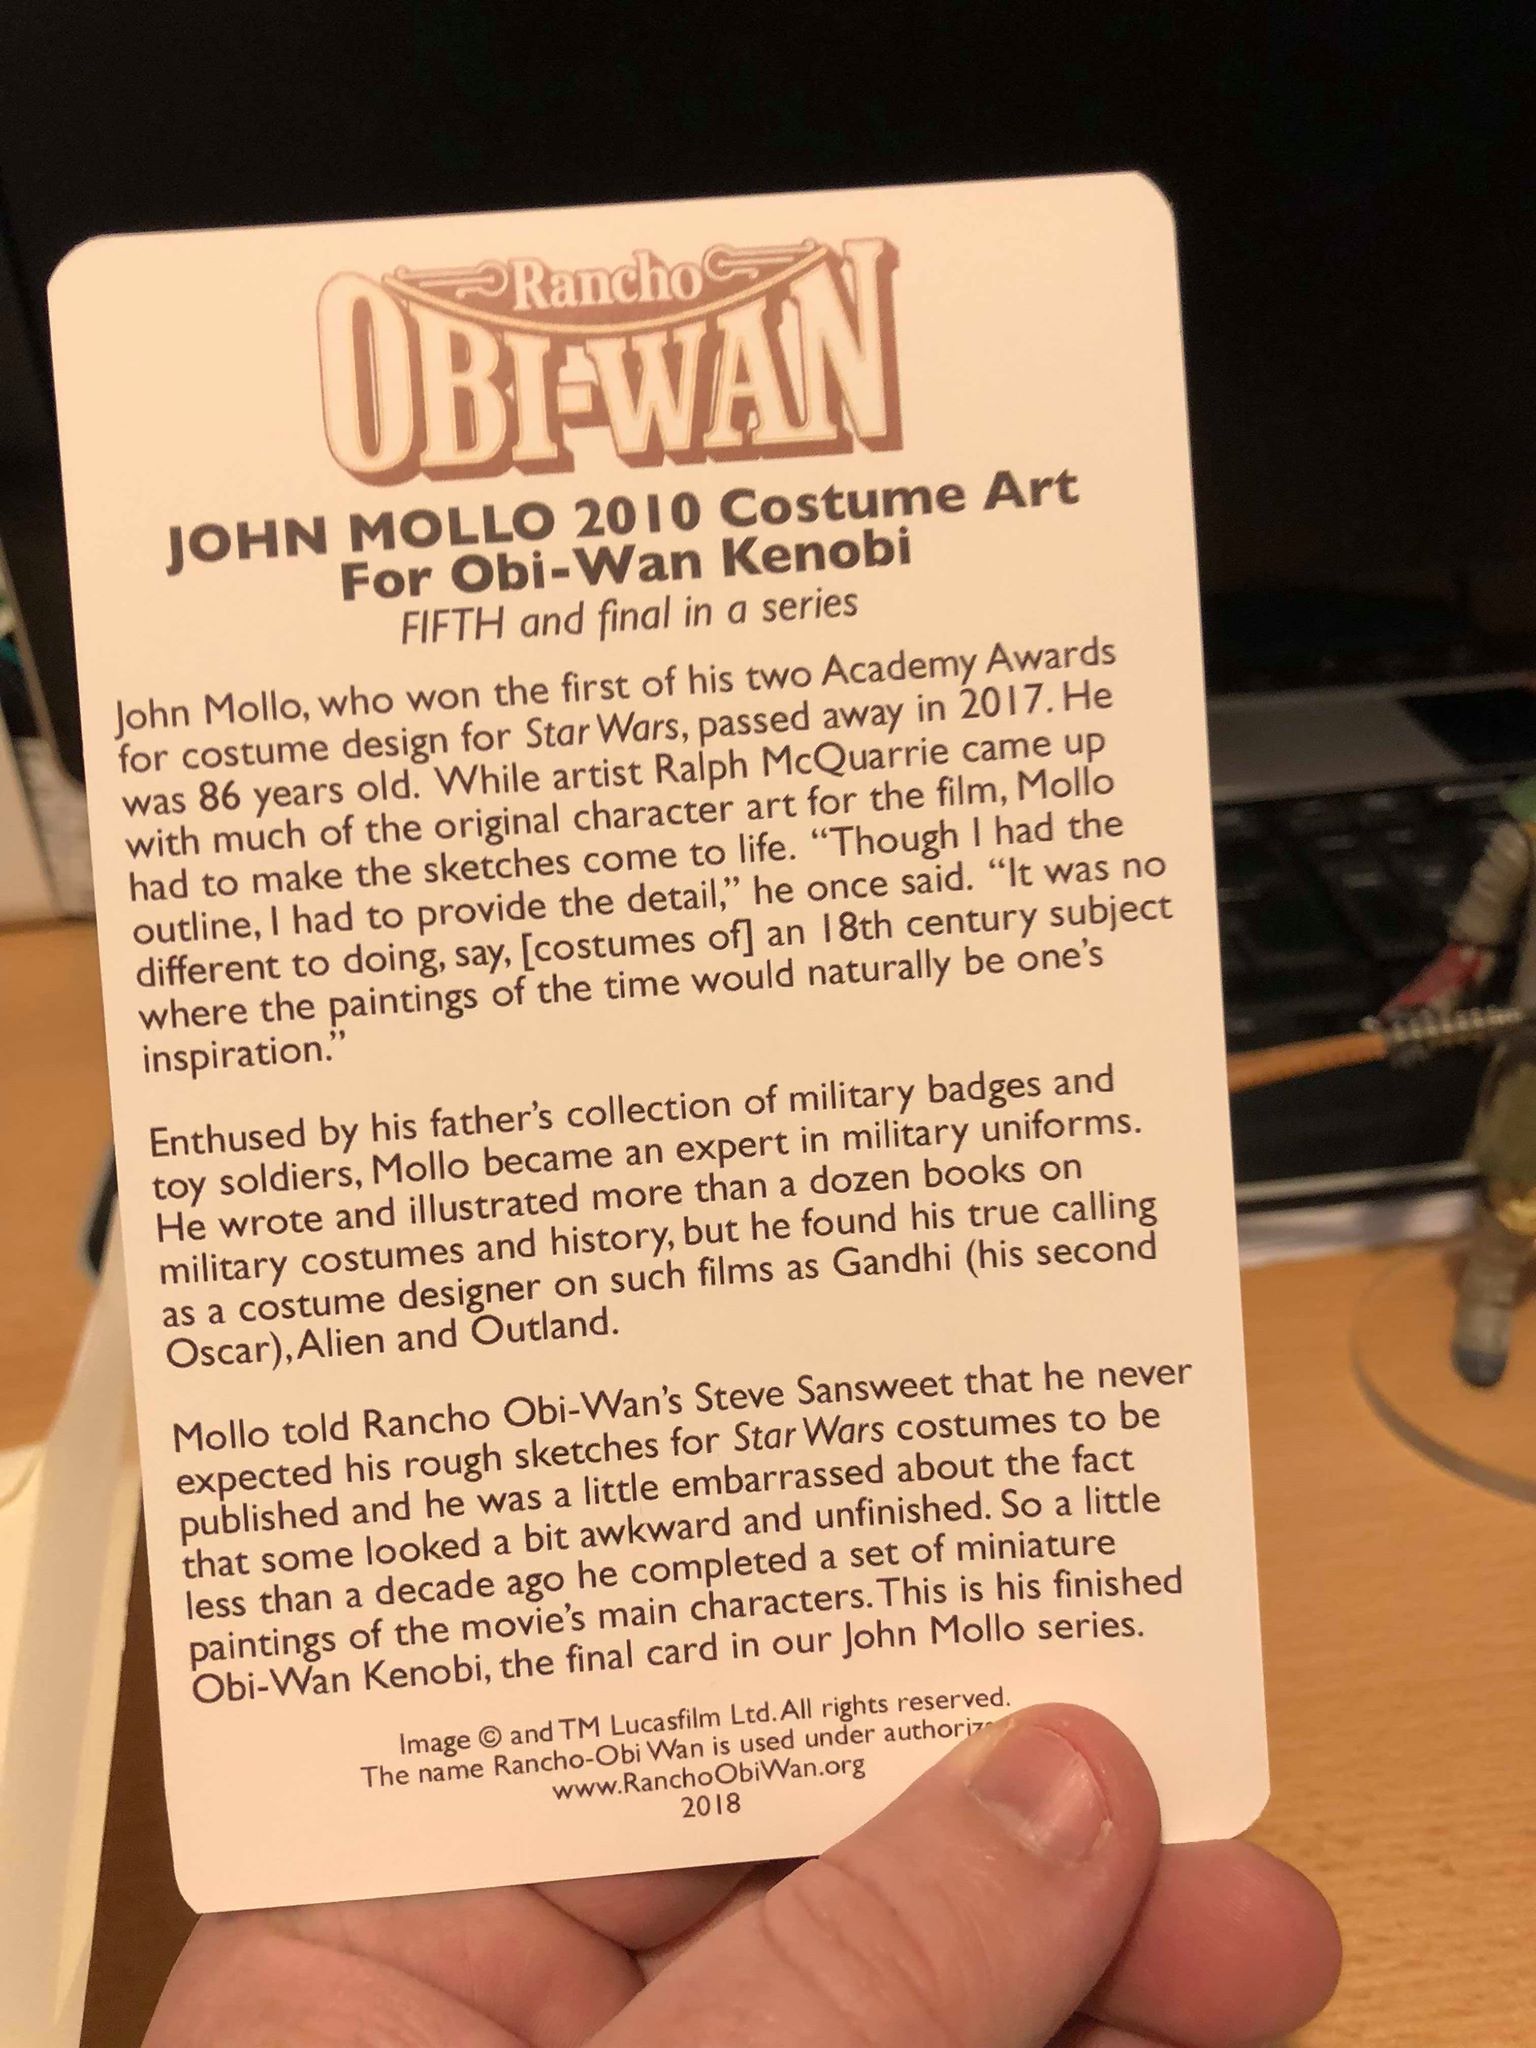 Rancho
OBI-WAN
JOHN MOLLO 2010 Costume Art
For Obi-Wan Kenobi
FIFTH and final in a series
John Mollo, who won the first of his two Academy Awards
for costume design for Star Wars, passed away in 2017. He
was 86 years old. While artist Ralph McQuarrie came up
with much of the original character art for the film, Mollo
had to make the sketches come to life. “Though I had the
outline, I had to provide the detail,” he once said. “It was no
different to doing, say, [costumes of] an 18th century subject
where the paintings of the time would naturally be one’s
inspiration.”
Enthused by his father’s collection of military badges and
toy soldiers, Mollo became an expert in military uniforms.
He wrote and illustrated more than a dozen books on
military costumes and history, but he found his true calling
as a costume designer on such films as Gandhi (his second
Oscar), Alien and Outland.
Mollo told Rancho Obi-Wan’s Steve Sansweet that he never
expected his rough sketches for Star Wars costumes to be
published and he was a little embarrassed about the fact
that some looked a bit awkward and unfinished. So a little
less than a decade ago he completed a set of miniature
paintings of the movie’s main characters. This is his finished
Obi-Wan Kenobi, the final card in our John Mollo series.
Image © and TM Lucasfilm Ltd. All rights reserved.
The name Rancho-Obi Wan is used under
www.RanchoObiWan.org
2018